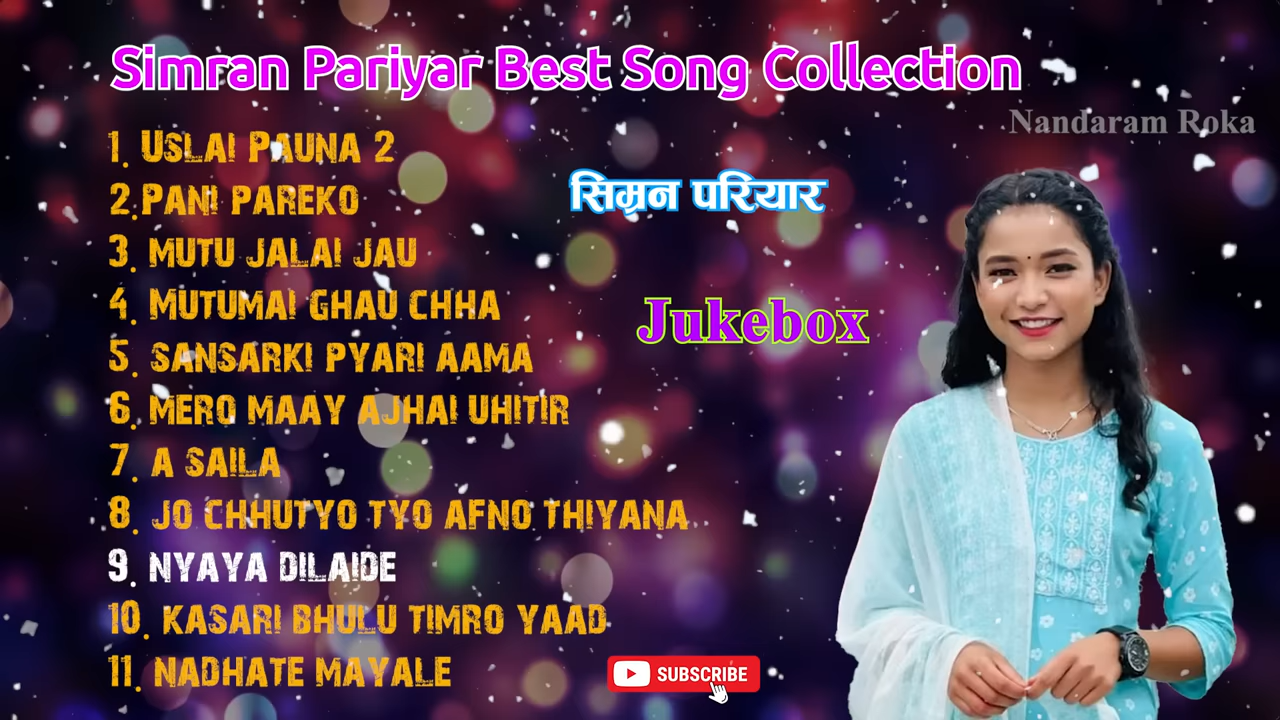 Simran Pariyar Best Song Collection
Nandaram Roka
1. USLAI PAUNA 2
2. PANI PAREKO
सिम्रन परियार
3. MUTU JALAI JAU
4. MUTUMAI GHAU CHHA
Jukebox
5. SANSARKI PYARI AAMA
6. MERO MAAY AJHAI UHITIR
7. A SAILA
8. JO CHHUTYO TYO AFNO THIYANA
9. NYAYA DILAIDE
10. KASARI BHULU TIMRO YAAD
11. NADHATE MAYALE
SUBSCRIBE